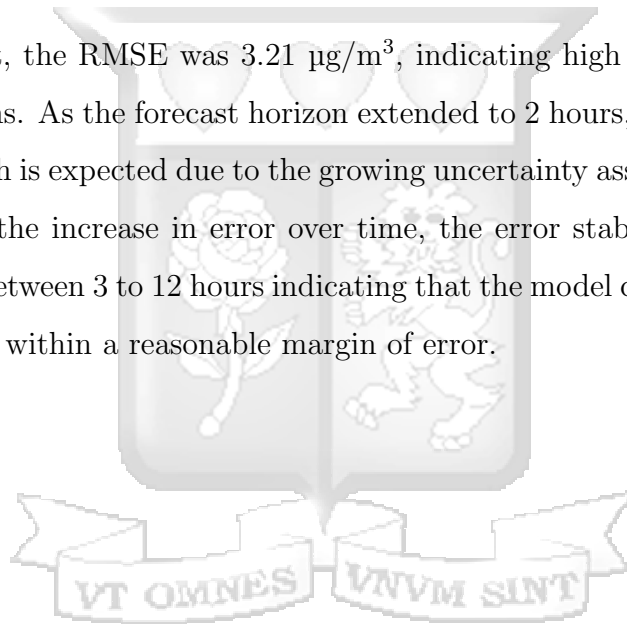 , the RMSE was 3.21 µg/m³, indicating high
ns. As the forecast horizon extended to 2 hours,
h is expected due to the growing uncertainty ass
the increase in error over time, the error stab
etween 3 to 12 hours indicating that the model c
within a reasonable margin of error.
VT OMNES VNVM SINT